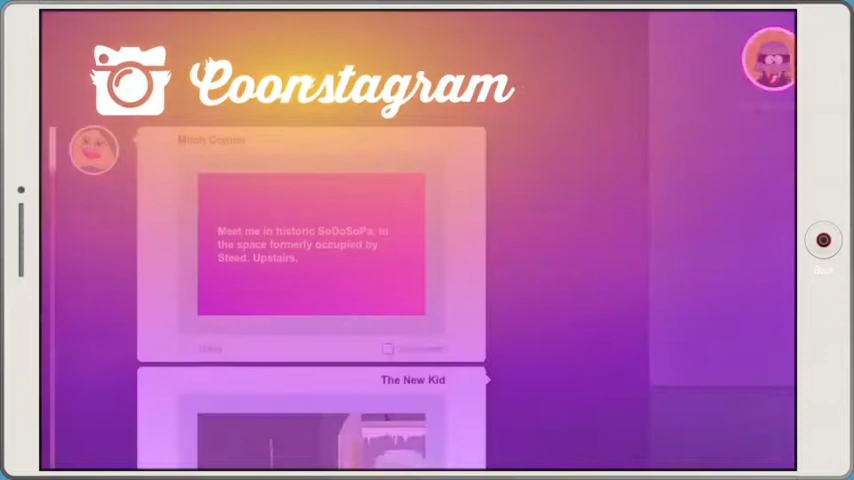 Coonstagram
Mitch Conner
Meet me in historic SoDoSoPa. In
the space formerly occupied by
Steed. Upstairs.
The New Kid
Back